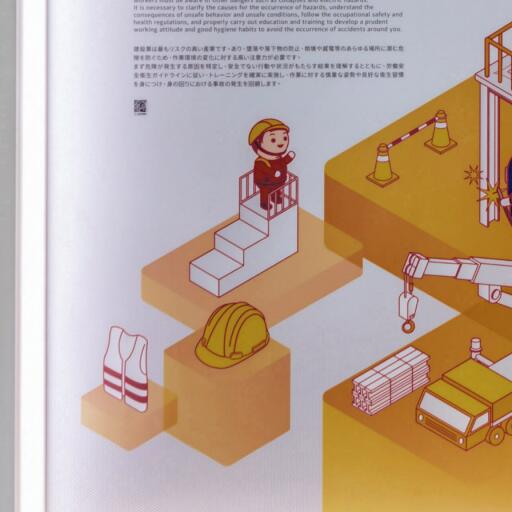 workers must be aware of other dangers such as collapses and electric hazards.
It is necessary to clarify the causes for the occurrence of hazards, understand the
consequences of unsafe behavior and unsafe conditions, follow the occupational safety and
health regulations, and properly carry out education and training to develop a prudent
working attitude and good hygiene habits to avoid the occurrence of accidents around you.
建設業は最もリスクの高い産業です。あり、墜落や落下物の防止、倒壊や感電等のあらゆる場所に潜む危
険を防ぐため、作業環境の変化に対する高い注意力が必要です。
まず危険が発生する原因を特定し、安全でない行動や状況がもたらす結果を理解するとともに、労働安
全衛生ガイドラインに従い、トレーニングを確実に実施し、作業に対する慎重な姿勢や良好な衛生習慣
を身につけ、身の回りにおける事故の発生を回避します。